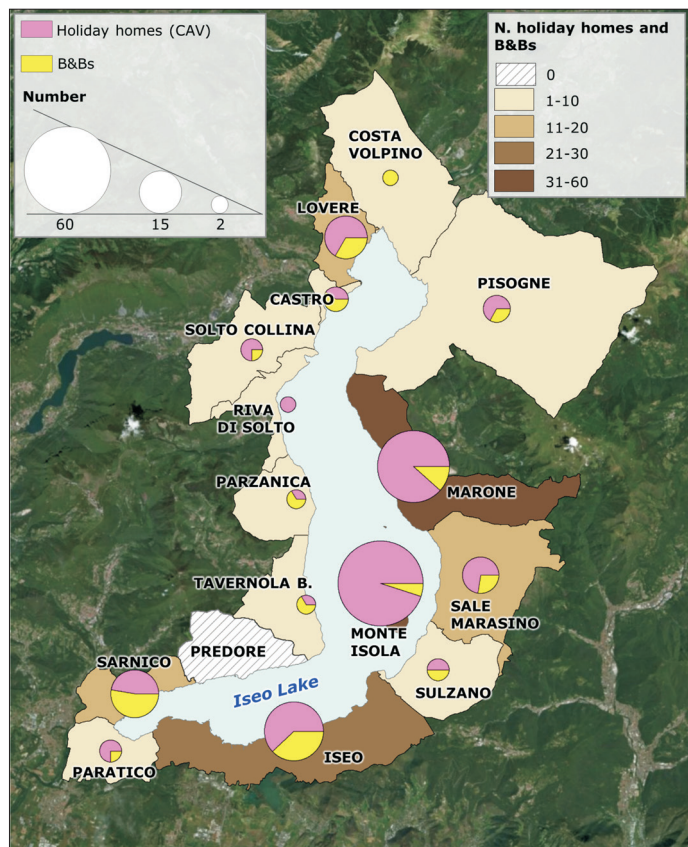 Holiday homes (CAV)
B&Bs
Number
60
15
2
N. holiday homes and
B&Bs
0
1-10
11-20
21-30
31-60
COSTA
VOLPINO
LOVERE
PISOGNE
CASTRO
SOLTO COLLINA
RIVA
DI SOLTO
PARZANICA
MARONE
TAVERNOLA B.
SALE
MARASINO
MONTE
ISOLA
PREDORE
SARNICO
SULZANO
Iseo Lake
ISEO
PARATICO